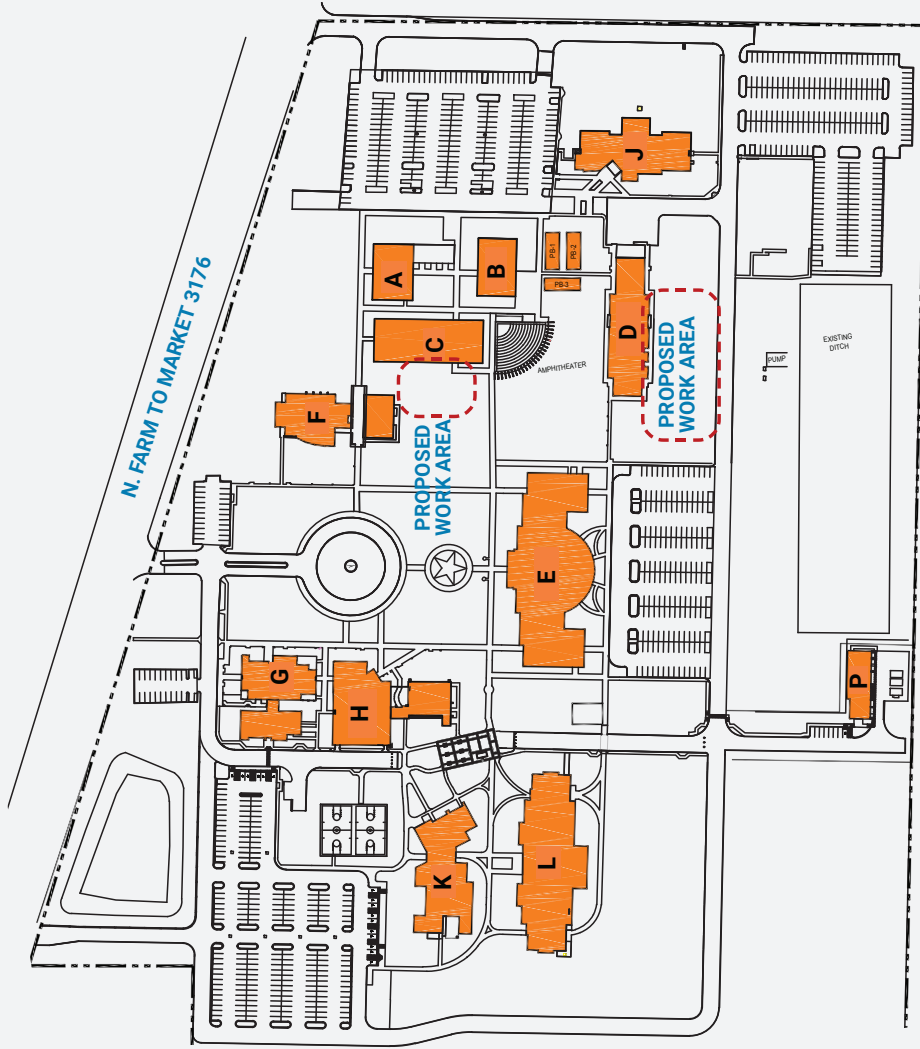 N. FARM TO MARKET 3176
J
A
B
PB-1
PB-2
PB-3
C
D
F
AMPHITHEATER
PROPOSED
WORK AREA
PROPOSED
WORK AREA
PUMP
EXISTING
DITCH
E
G
H
P
K
L